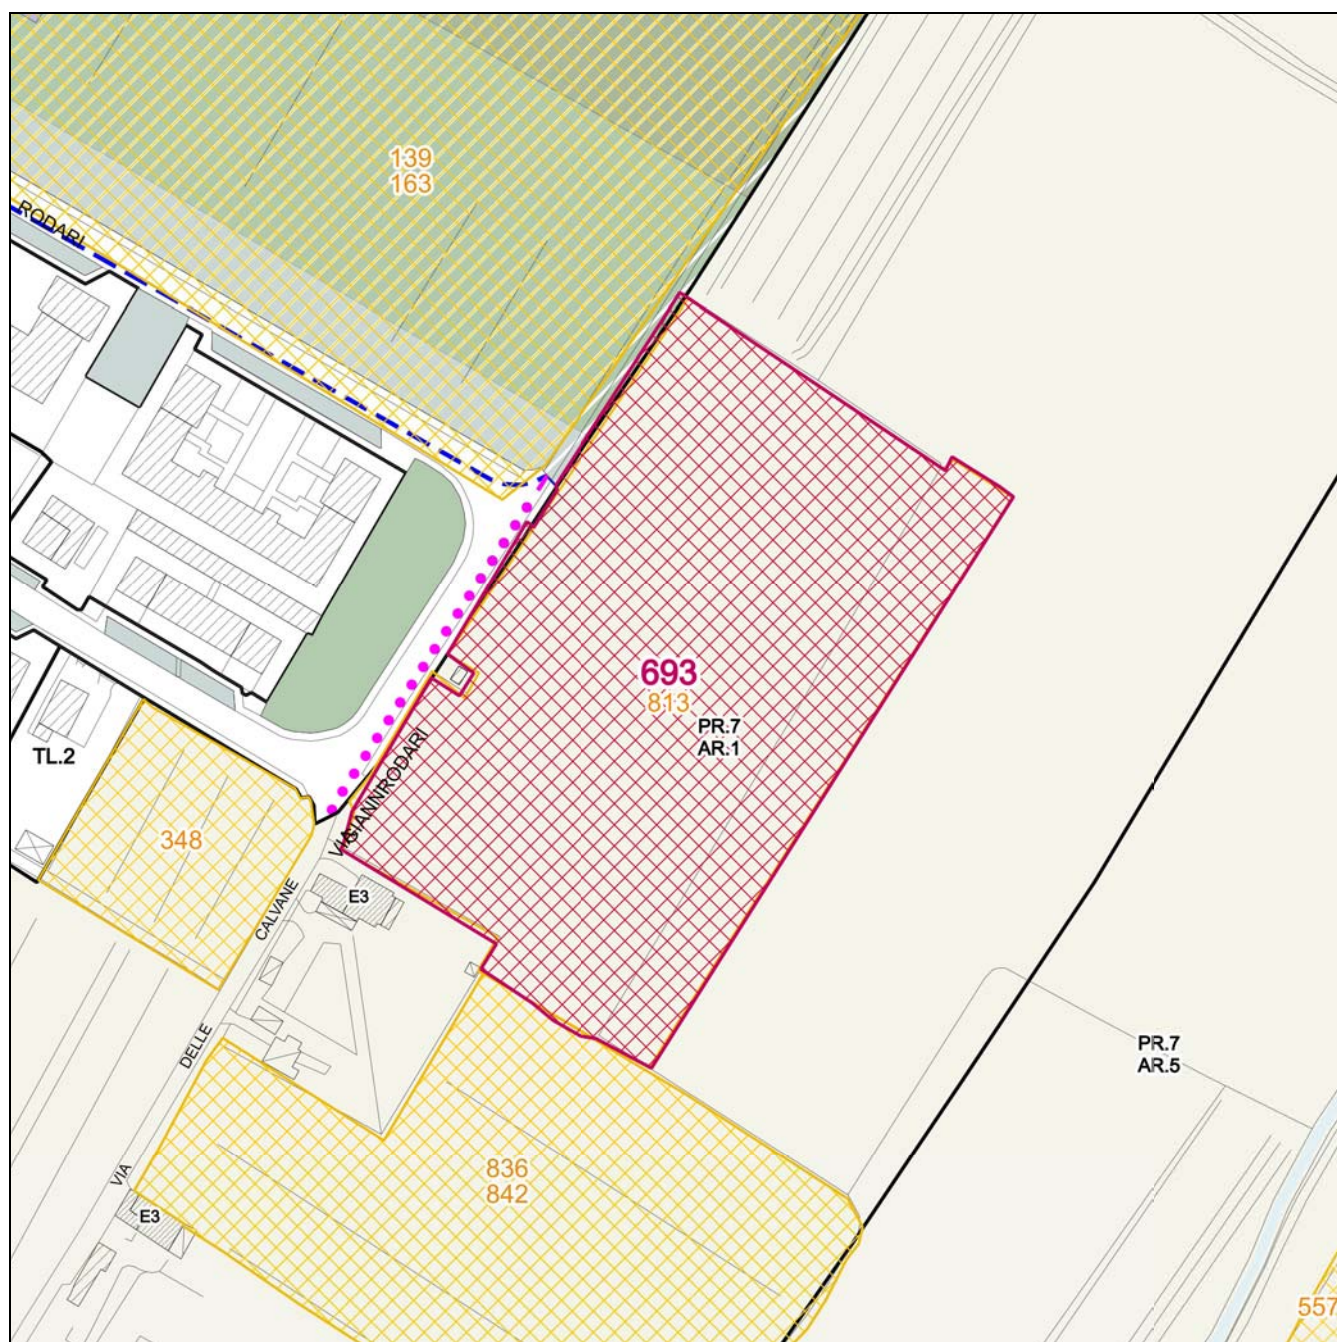 139
163
RODARI
693
813
PR.7
AR.1
VIA GIANNI RODARI
TL.2
348
E3
CALVANE
DELLE
VIA
PR.7
AR.5
836
842
E3
557